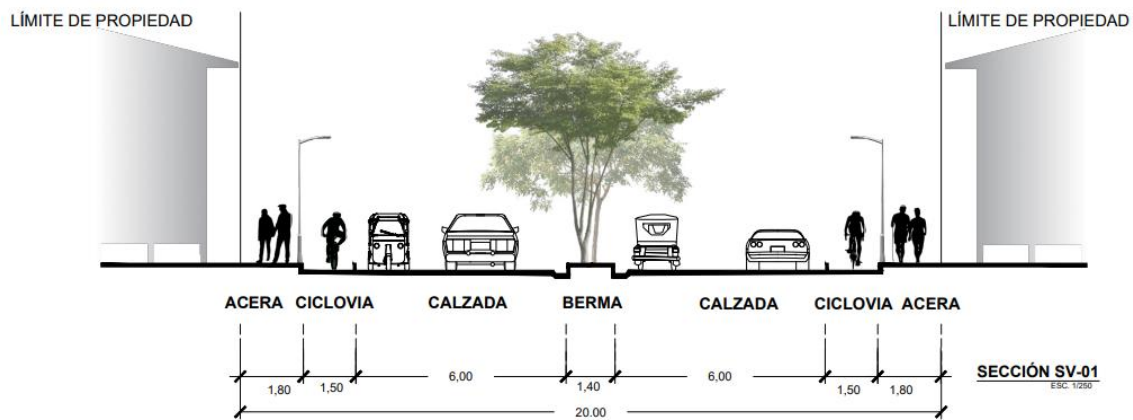 LÍMITE DE PROPIEDAD
LÍMITE DE PROPIEDAD
ACERA CICLOVIA CALZADA BERMA CALZADA CICLOVIA ACERA
1,80 1,50 6,00 1,40 6,00 1,50 1,80
20.00
SECCIÓN SV-01
ESC. 1/250